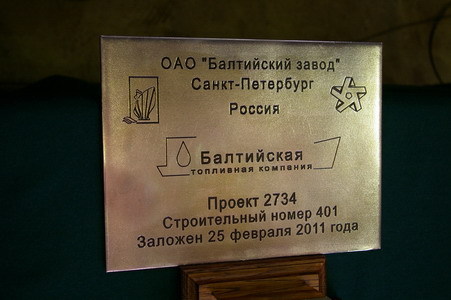 ОАО "Балтийский завод"
Санкт-Петербург
Россия
Балтийская
топливная компания
Проект 2734
Строительный номер 401
Заложен 25 февраля 2011 года